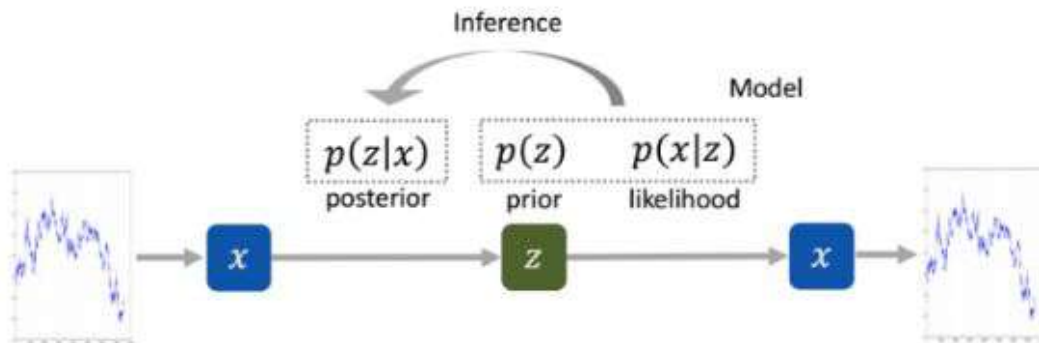 Inference
Model
p(z|x) p(z) p(x|z)
posterior prior likelihood
x z x